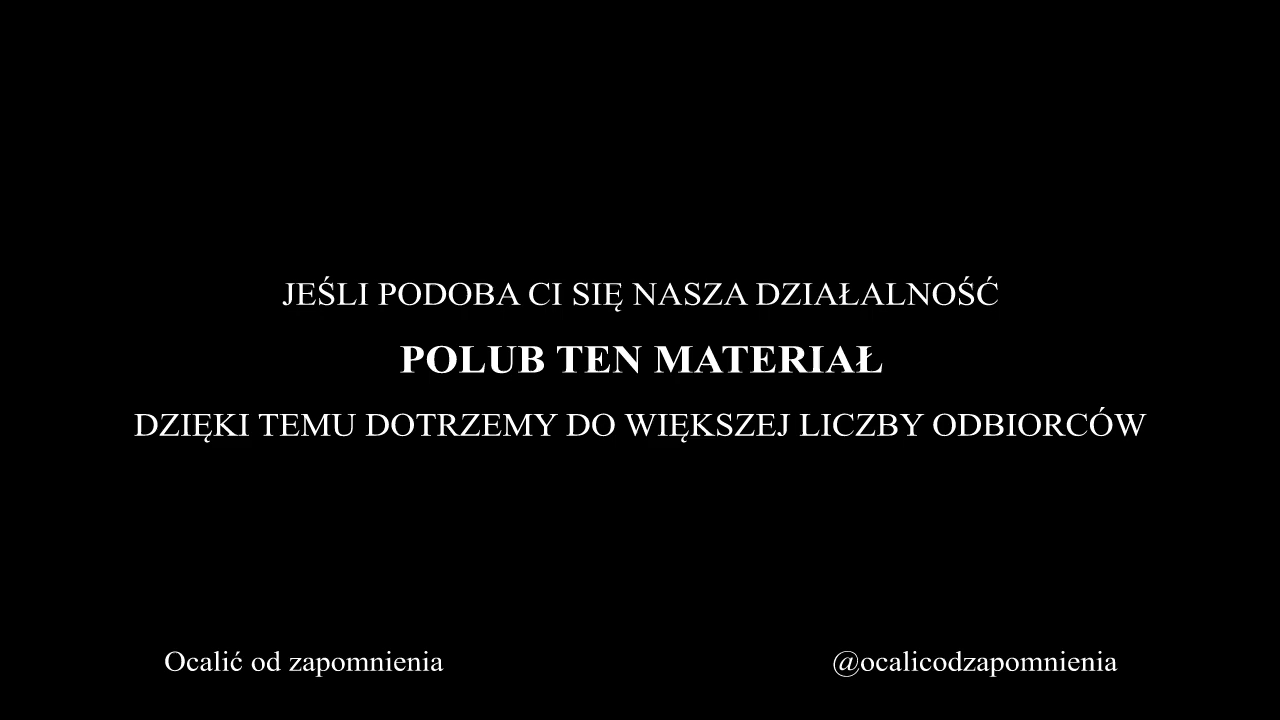 JEŚLI PODOBA CI SIĘ NASZA DZIAŁALNOŚĆ
POLUB TEN MATERIAŁ
DZIĘKI TEMU DOTRZEMY DO WIĘKSZEJ LICZBY ODBIORCÓW
Ocalić od zapomnienia
@ocalicodzapomnienia